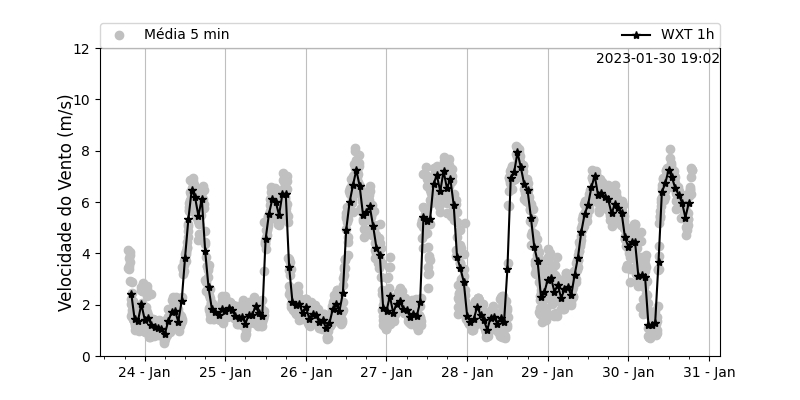 Média 5 min
WXT 1h
2023-01-30 19:02
Velocidade do Vento (m/s)
12
10
8
6
4
2
0
24 - Jan
25 - Jan
26 - Jan
27 - Jan
28 - Jan
29 - Jan
30 - Jan
31 - Jan